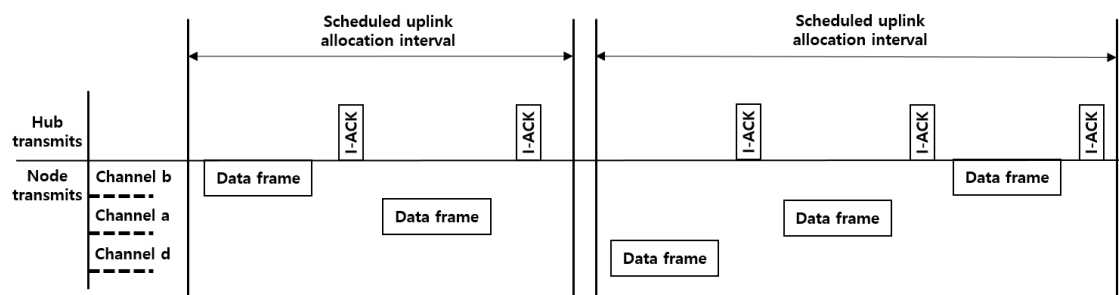 Scheduled uplink
allocation interval
Scheduled uplink
allocation interval
Hub
transmits
I-ACK
I-ACK
I-ACK
I-ACK
I-ACK
Node
transmits
Channel b
Data frame
Data frame
Channel a
Data frame
Data frame
Channel d
Data frame